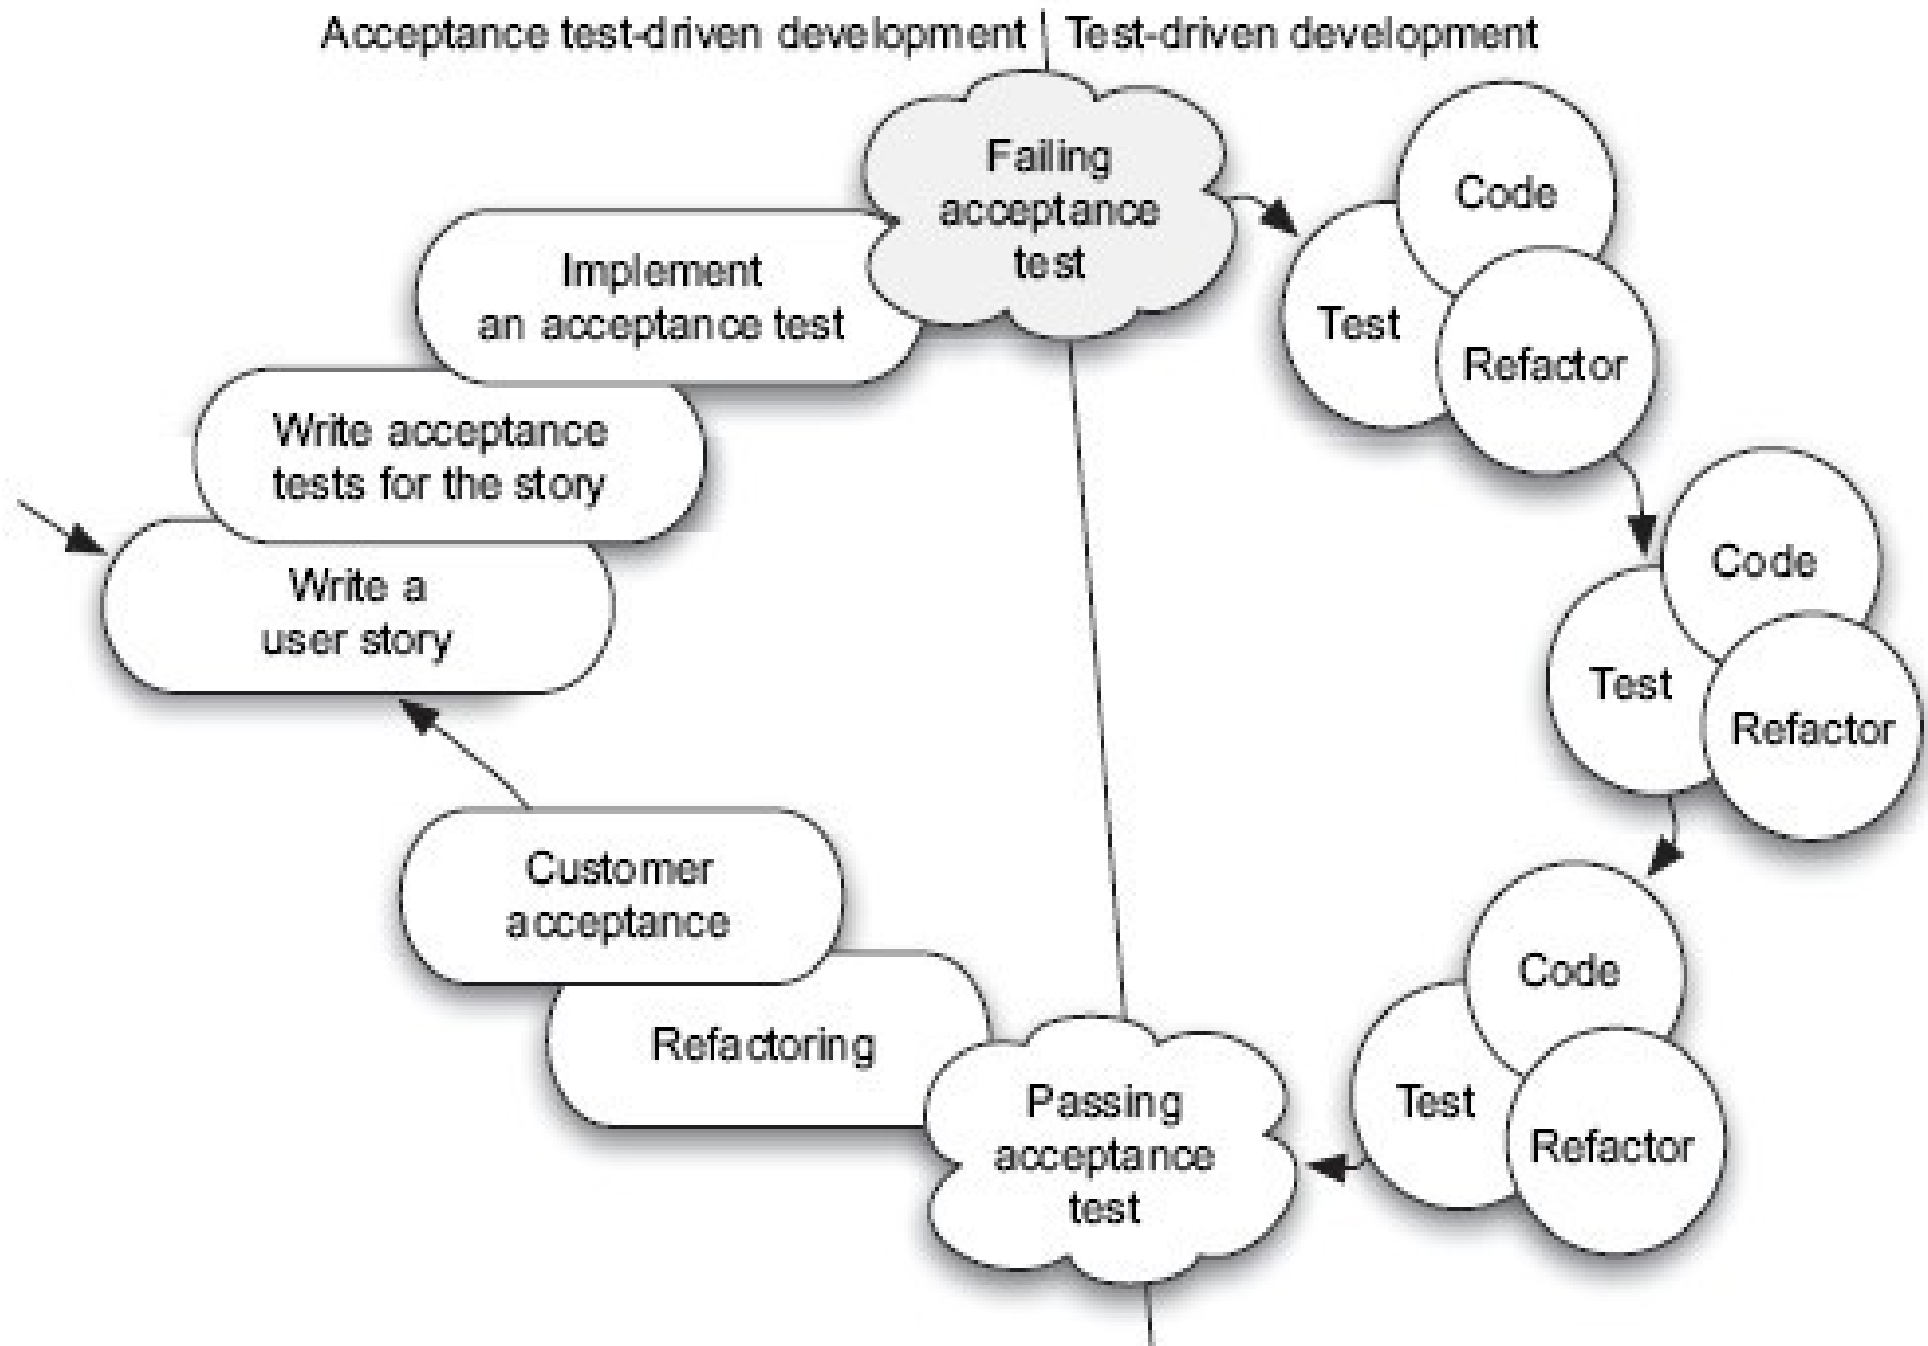 Acceptance test-driven development
Test-driven development
Failing
acceptance
test
Implement
an acceptance test
Write acceptance
tests for the story
Write a
user story
Code
Test
Refactor
Code
Test
Refactor
Code
Test
Refactor
Customer
acceptance
Refactoring
Passing
acceptance
test